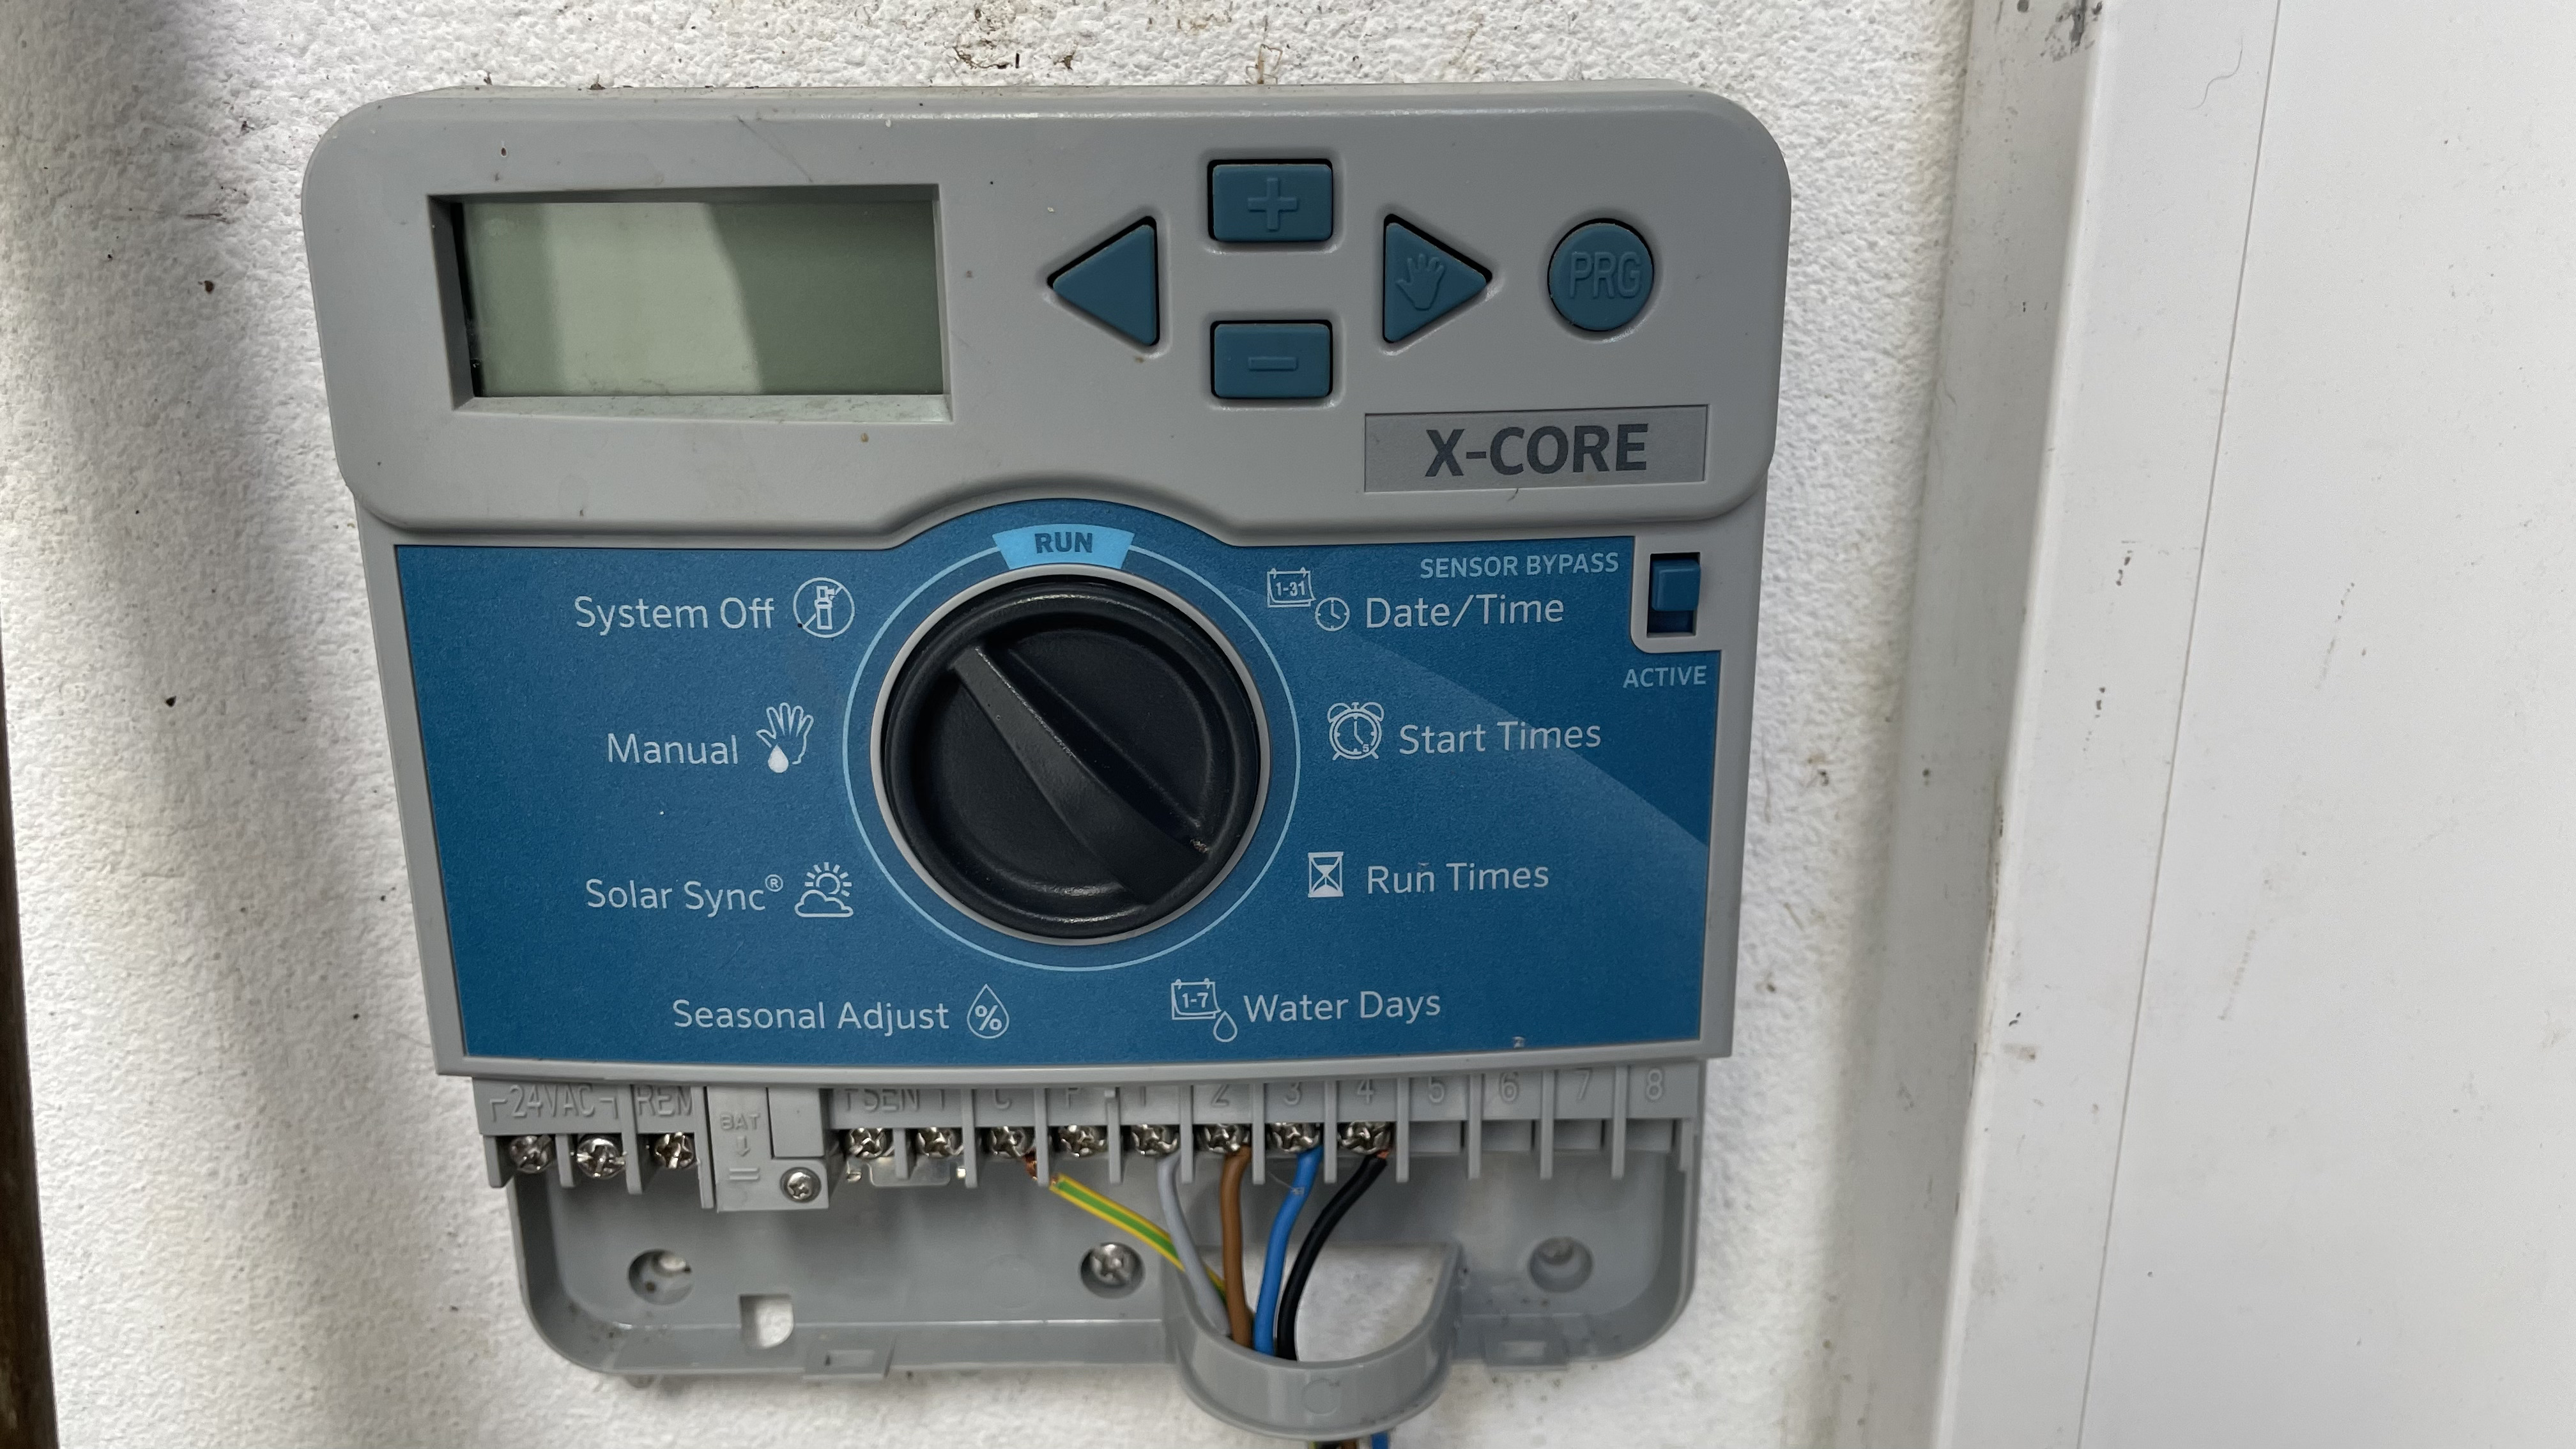 +
PRG
-
X-CORE
RUN
SENSOR BYPASS
1-31
System Off
Date/Time
ACTIVE
Manual
Start Times
Run Times
Solar Sync®
1-7
Water Days
Seasonal Adjust %
24VAC REM SEN C P 1 2 3 4 5 6 7 8
BAT